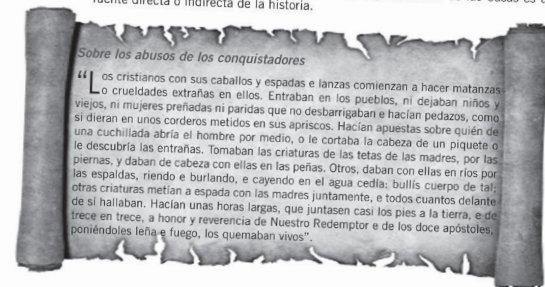 fuente directa o indirecta de la historia.
Sobre los abusos de los conquistadores
“Los cristianos con sus caballos y espadas e lanzas comienzan a hacer matanzas
o crueldades extrañas en ellos. Entraban en los pueblos, ni dejaban niños y
viejos, ni mujeres preñadas ni paridas que no desbarrigaban e hacían pedazos, como
si dieran en unos corderos metidos en sus apriscos. Hacían apuestas sobre quién de
una cuchillada abría el hombre por medio, o le cortaba la cabeza de un piquete o
le descubría las entrañas. Tomaban las criaturas de las tetas de las madres, por las
piernas, y daban de cabeza con ellas en las peñas. Otros, daban con ellas en ríos por
las espaldas, riendo e burlando, e cayendo en el agua cedía: bullís cuerpo de tal;
otras criaturas metían a espada con las madres juntamente, e todos cuantos delante
de sí hallaban. Hacían unas horas largas, que juntasen casi los pies a la tierra, e de
trece en trece, a honor y reverencia de Nuestro Redemptor e de los doce apóstoles,
poniéndoles leña e fuego, los quemaban vivos”.